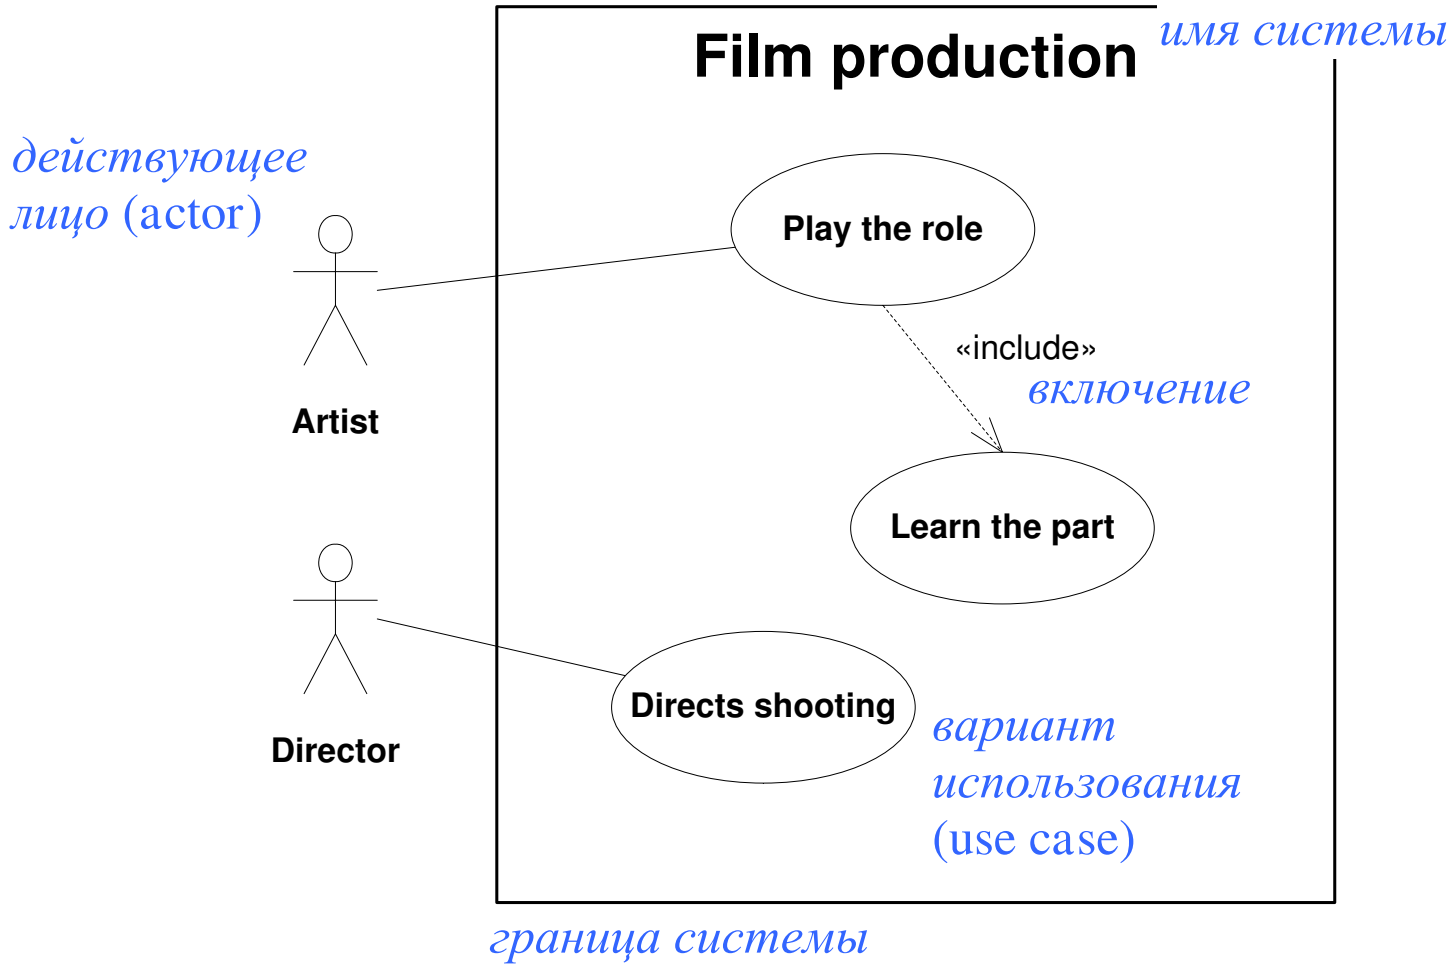 имя системы
Film production
действующее
лицо (actor)
Play the role
«include»
включение
Artist
Learn the part
Directs shooting
Director
вариант
использования
(use case)
граница системы